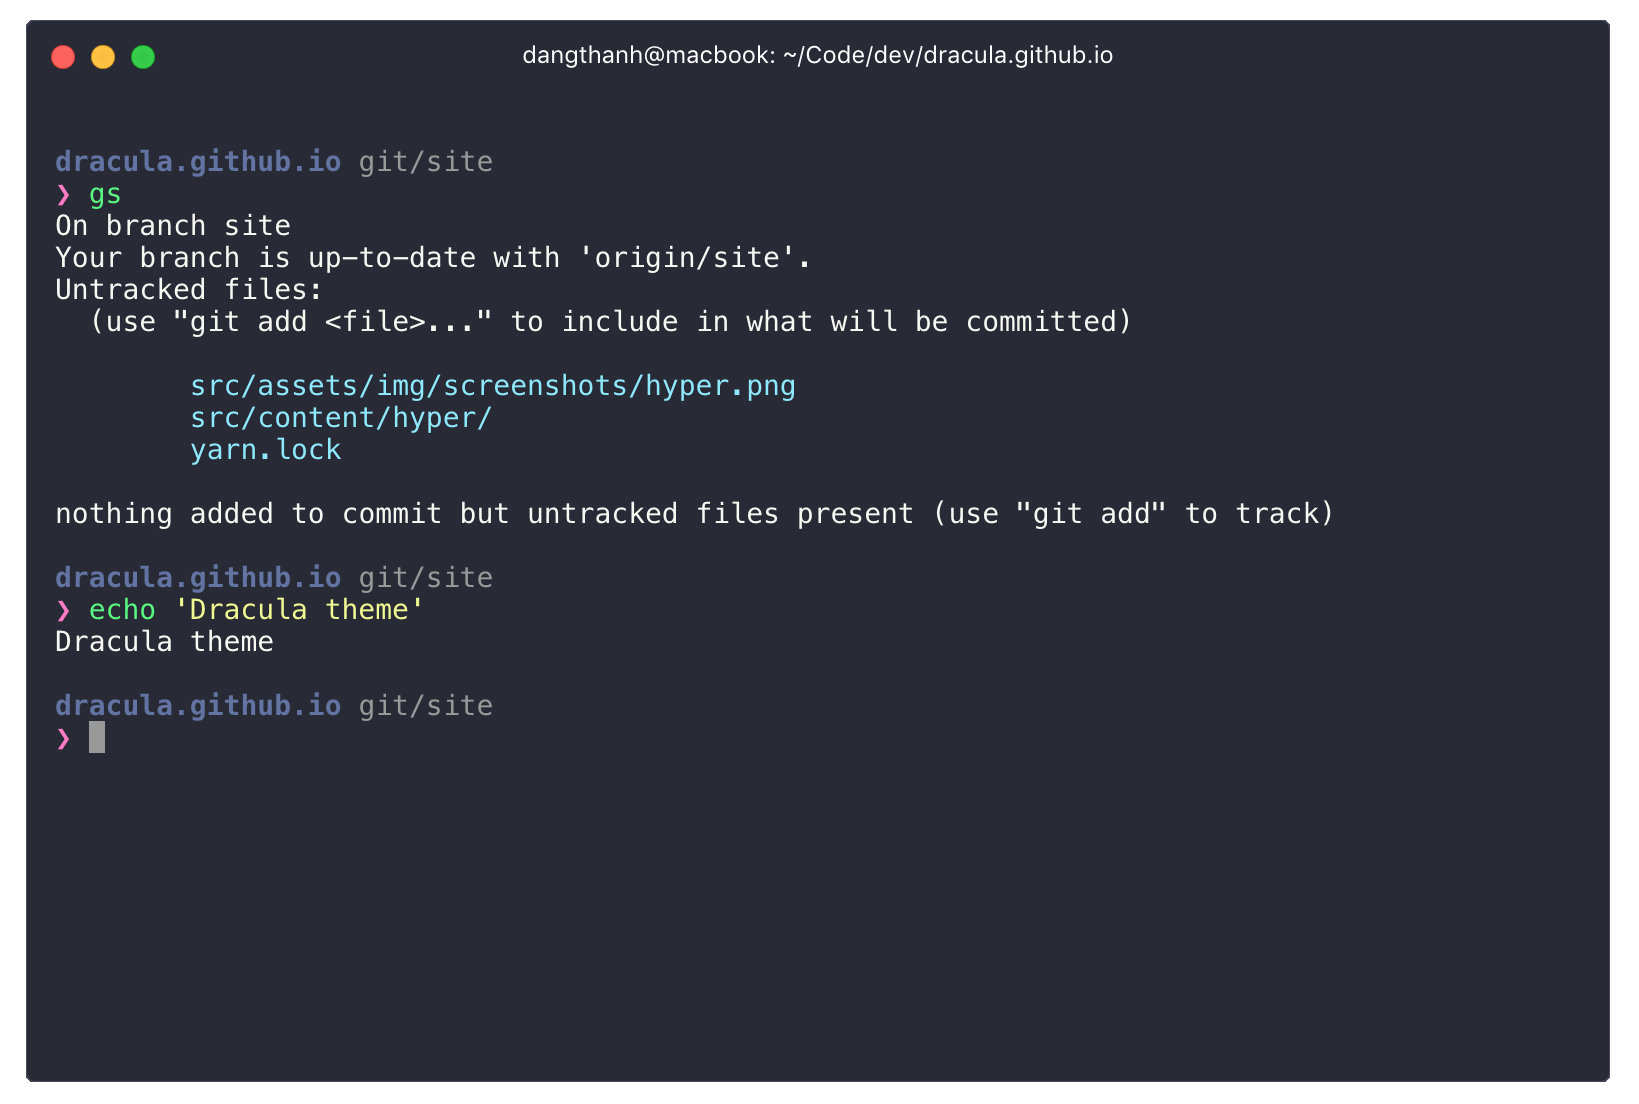 dangthanh@macbook: ~/Code/dev/dracula.github.io
dracula.github.io git/site
❯ gs
On branch site
Your branch is up-to-date with 'origin/site'.
Untracked files:
  (use "git add <file>..." to include in what will be committed)
        src/assets/img/screenshots/hyper.png
        src/content/hyper/
        yarn.lock
nothing added to commit but untracked files present (use "git add" to track)
dracula.github.io git/site
❯ echo 'Dracula theme'
Dracula theme
dracula.github.io git/site
❯